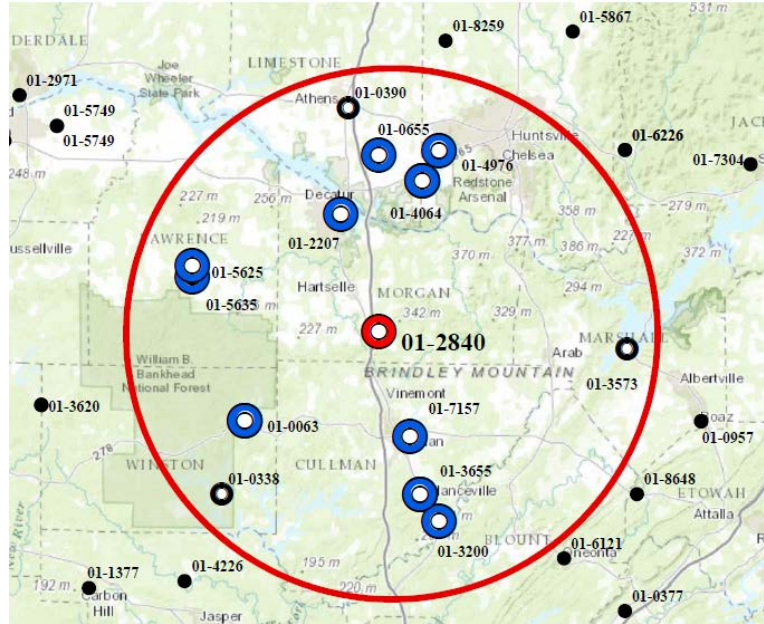 531 m
01-5867
01-8259
DERDALE
LIMESTONE
Joe
Wheeler
State Park
01-2971
01-0390
Athens
01-5749
01-5749
01-0655
Huntsville
Chelsea
01-6226
JAC
01-4976
01-7304
248 m
Redstone
Arsenal
Decatur
227 m
256 m
279 m
219 m
01-4064
358 m
01-2207
377 m
386 m
227 m
ussellville
AWRENCE
372 m
01-5625
370 m
01-5635
Hartselle
MORGAN
294 m
342 m
329 m
227 m
01-2840
MARSHALL
Arab
William B.
Bankhead
National Forest
BRINDLEY MOUNTAIN
01-3573
Albertville
Vinemont
01-3620
01-7157
01-0063
Boaz
01-0957
278
an
WINSTON
CULLMAN
01-3655
01-0338
Hanceville
01-8648
ETOWAH
Attalla
01-3200
BLOUNT
01-6121
Oneonta
195 m
01-1377
01-4226
192 m
220 m
Carbon
Hill
01-0377
Jasper